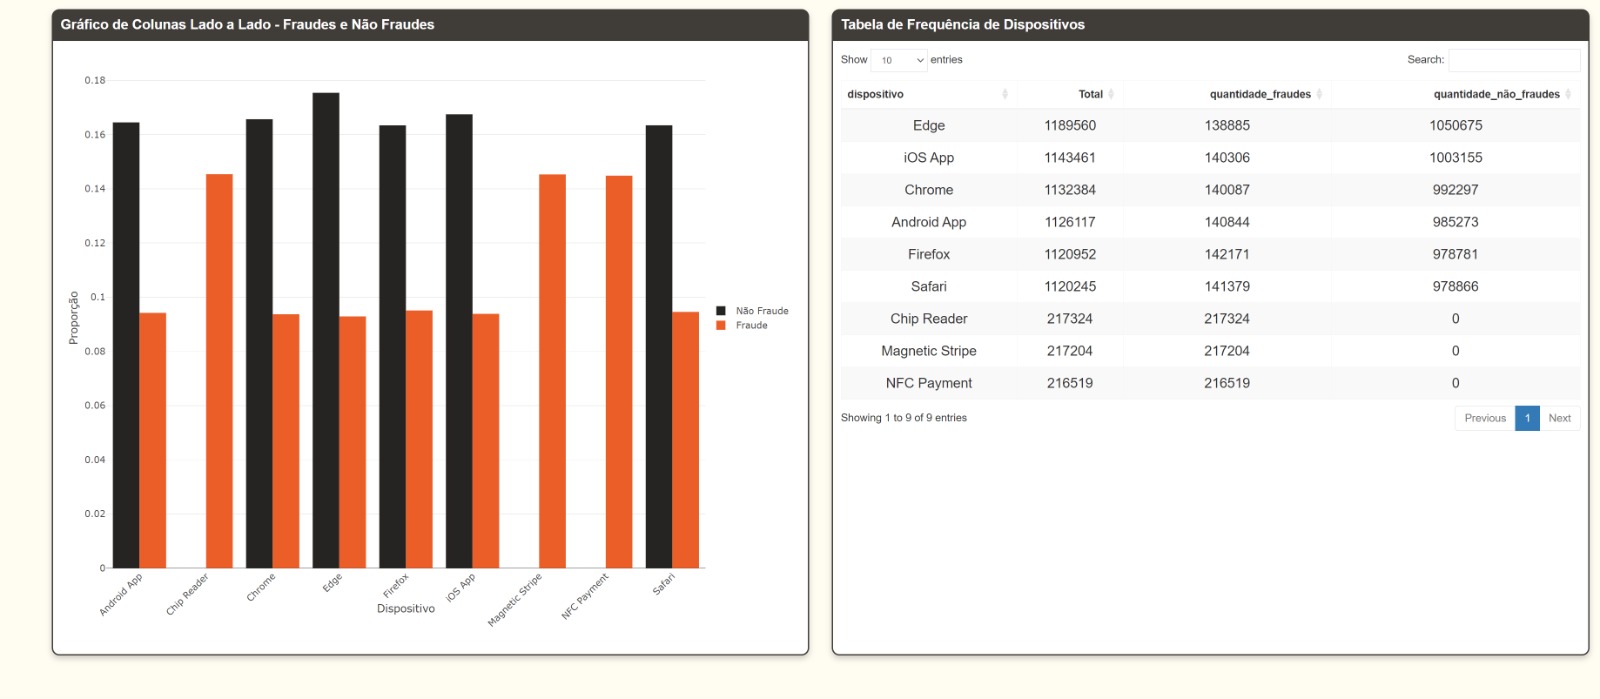 Gráfico de Colunas Lado a Lado - Fraudes e Não Fraudes
0.18
0.16
0.14
0.12
0.1
0.08
0.06
0.04
0.02
0
Proporção
Android App
Chip Reader
Chrome
Edge
Firefox
iOS App
Magnetic Stripe
NFC Payment
Safari
Dispositivo
Não Fraude
Fraude
Tabela de Frequência de Dispositivos
Show 10 entries Search:
dispositivo Total quantidade_fraudes quantidade_não_fraudes
Edge 1189560 138885 1050675
iOS App 1143461 140306 1003155
Chrome 1132384 140087 992297
Android App 1126117 140844 985273
Firefox 1120952 142171 978781
Safari 1120245 141379 978866
Chip Reader 217324 217324 0
Magnetic Stripe 217204 217204 0
NFC Payment 216519 216519 0
Showing 1 to 9 of 9 entries Previous 1 Next